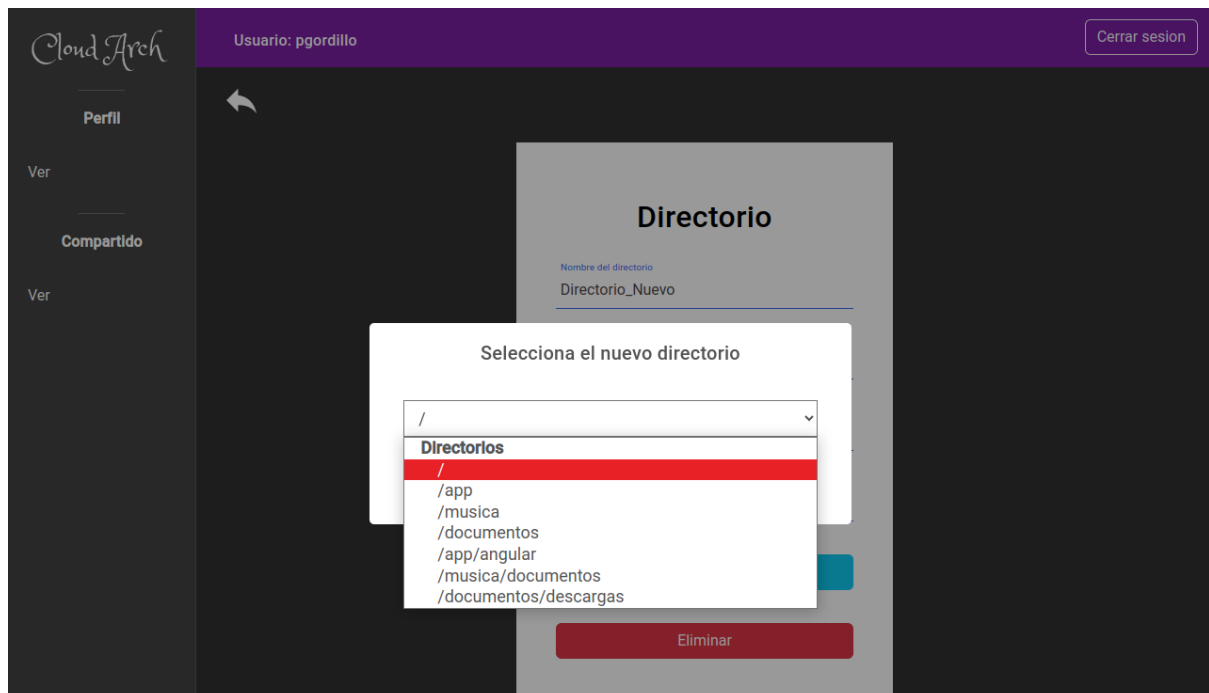 Cloud Arch
Usuario: pgordillo
Cerrar sesion
Perfil
Ver
Compartido
Ver
Directorio
Nombre del directorio
Directorio_Nuevo
Selecciona el nuevo directorio
/
Directorios
/
/app
/musica
/documentos
/app/angular
/musica/documentos
/documentos/descargas
Eliminar